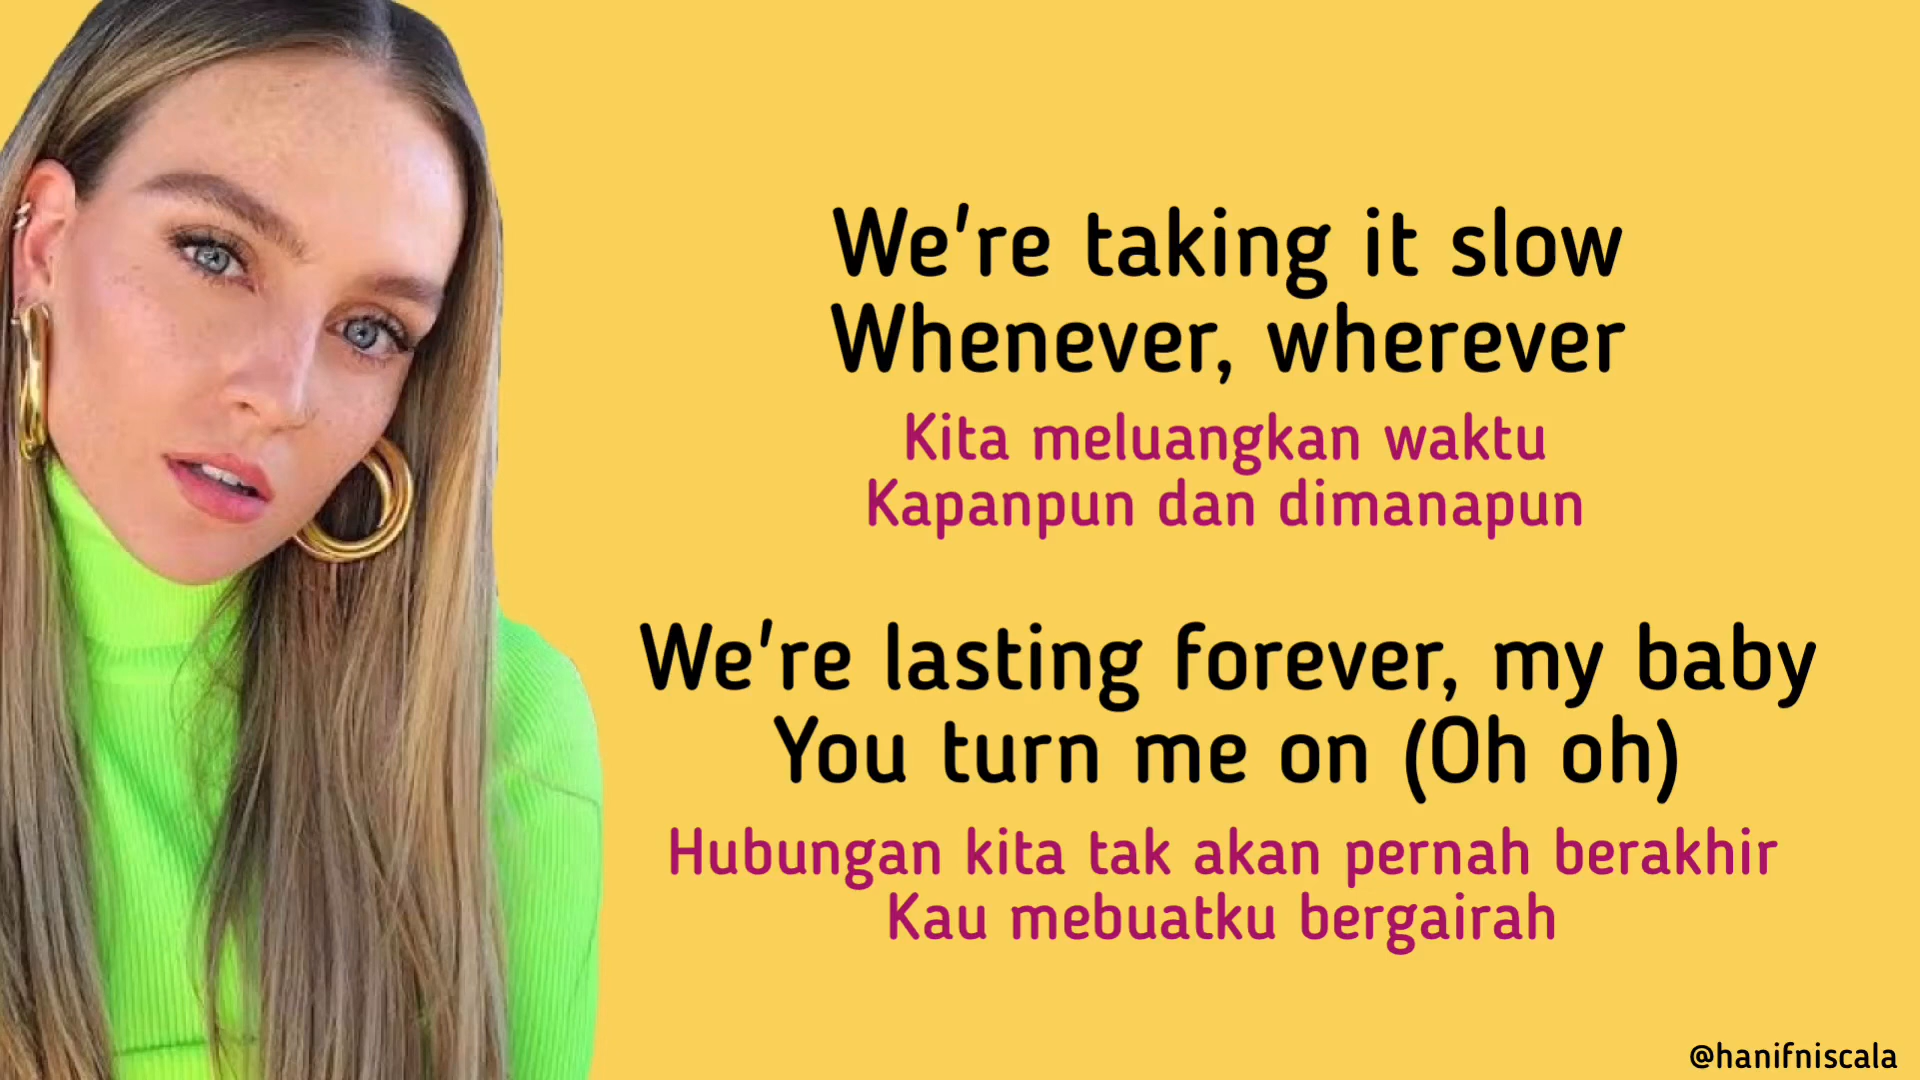 We're taking it slow
Whenever, wherever
Kita meluangkan waktu
Kapanpun dan dimanapun
We're lasting forever, my baby
You turn me on (Oh oh)
Hubungan kita tak akan pernah berakhir
Kau mebuatku bergairah
@hanifniscala